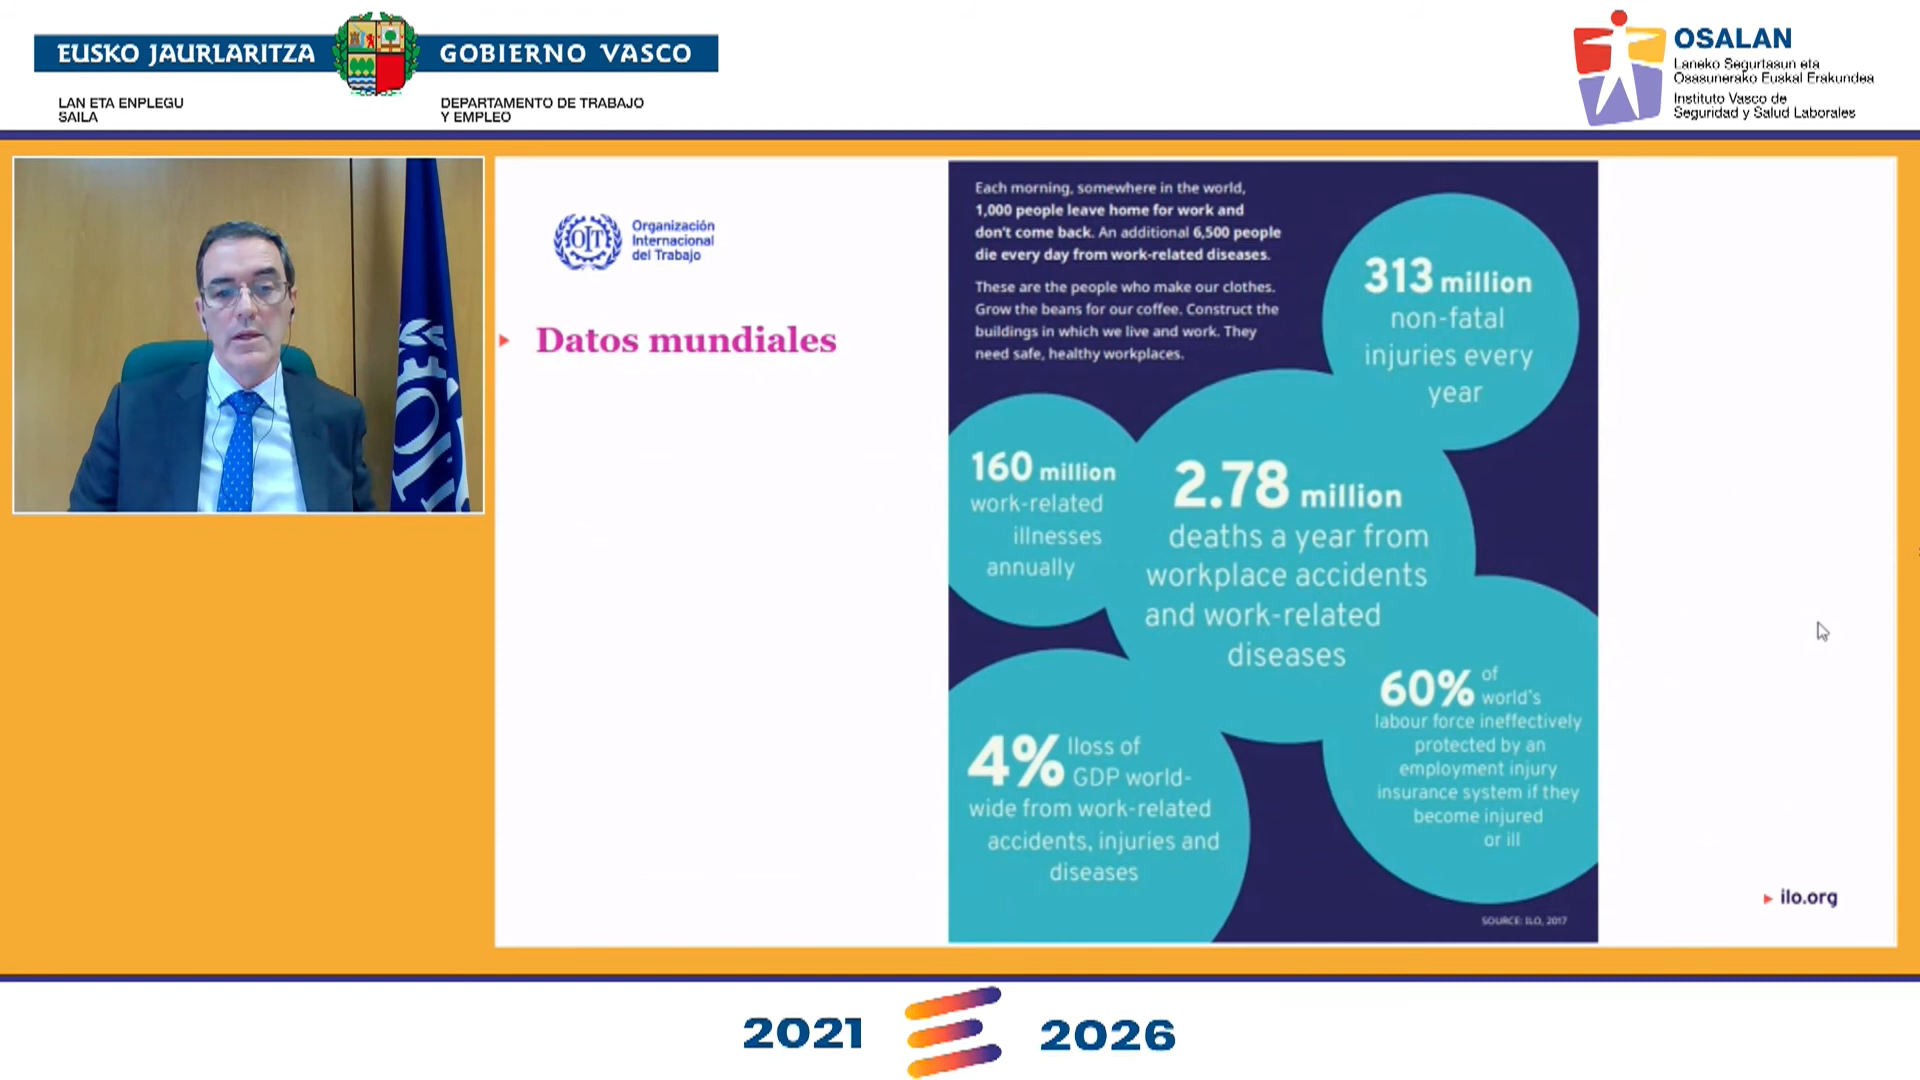 EUSKO JAURLARITZA
GOBIERNO VASCO
LAN ETA ENPLEGU
SAILA
DEPARTAMENTO DE TRABAJO
Y EMPLEO
OSALAN
Laneko Segurtasun eta
Osasunerako Euskal Erakundea
Instituto Vasco de
Seguridad y Salud Laborales
OIT
OIT
Organización
Internacional
del Trabajo
Datos mundiales
Each morning, somewhere in the world,
1,000 people leave home for work and
don't come back. An additional 6,500 people
die every day from work-related diseases.
These are the people who make our clothes.
Grow the beans for our coffee. Construct the
buildings in which we live and work. They
need safe, healthy workplaces.
313 million
non-fatal
injuries every
year
160 million
work-related
illnesses
annually
2.78 million
deaths a year from
workplace accidents
and work-related
diseases
4% lloss of
GDP world-
wide from work-related
accidents, injuries and
diseases
60% of
world's
labour force ineffectively
protected by an
employment injury
insurance system if they
become injured
or ill
SOURCE: ILO, 2017
ilo.org
2021
2026